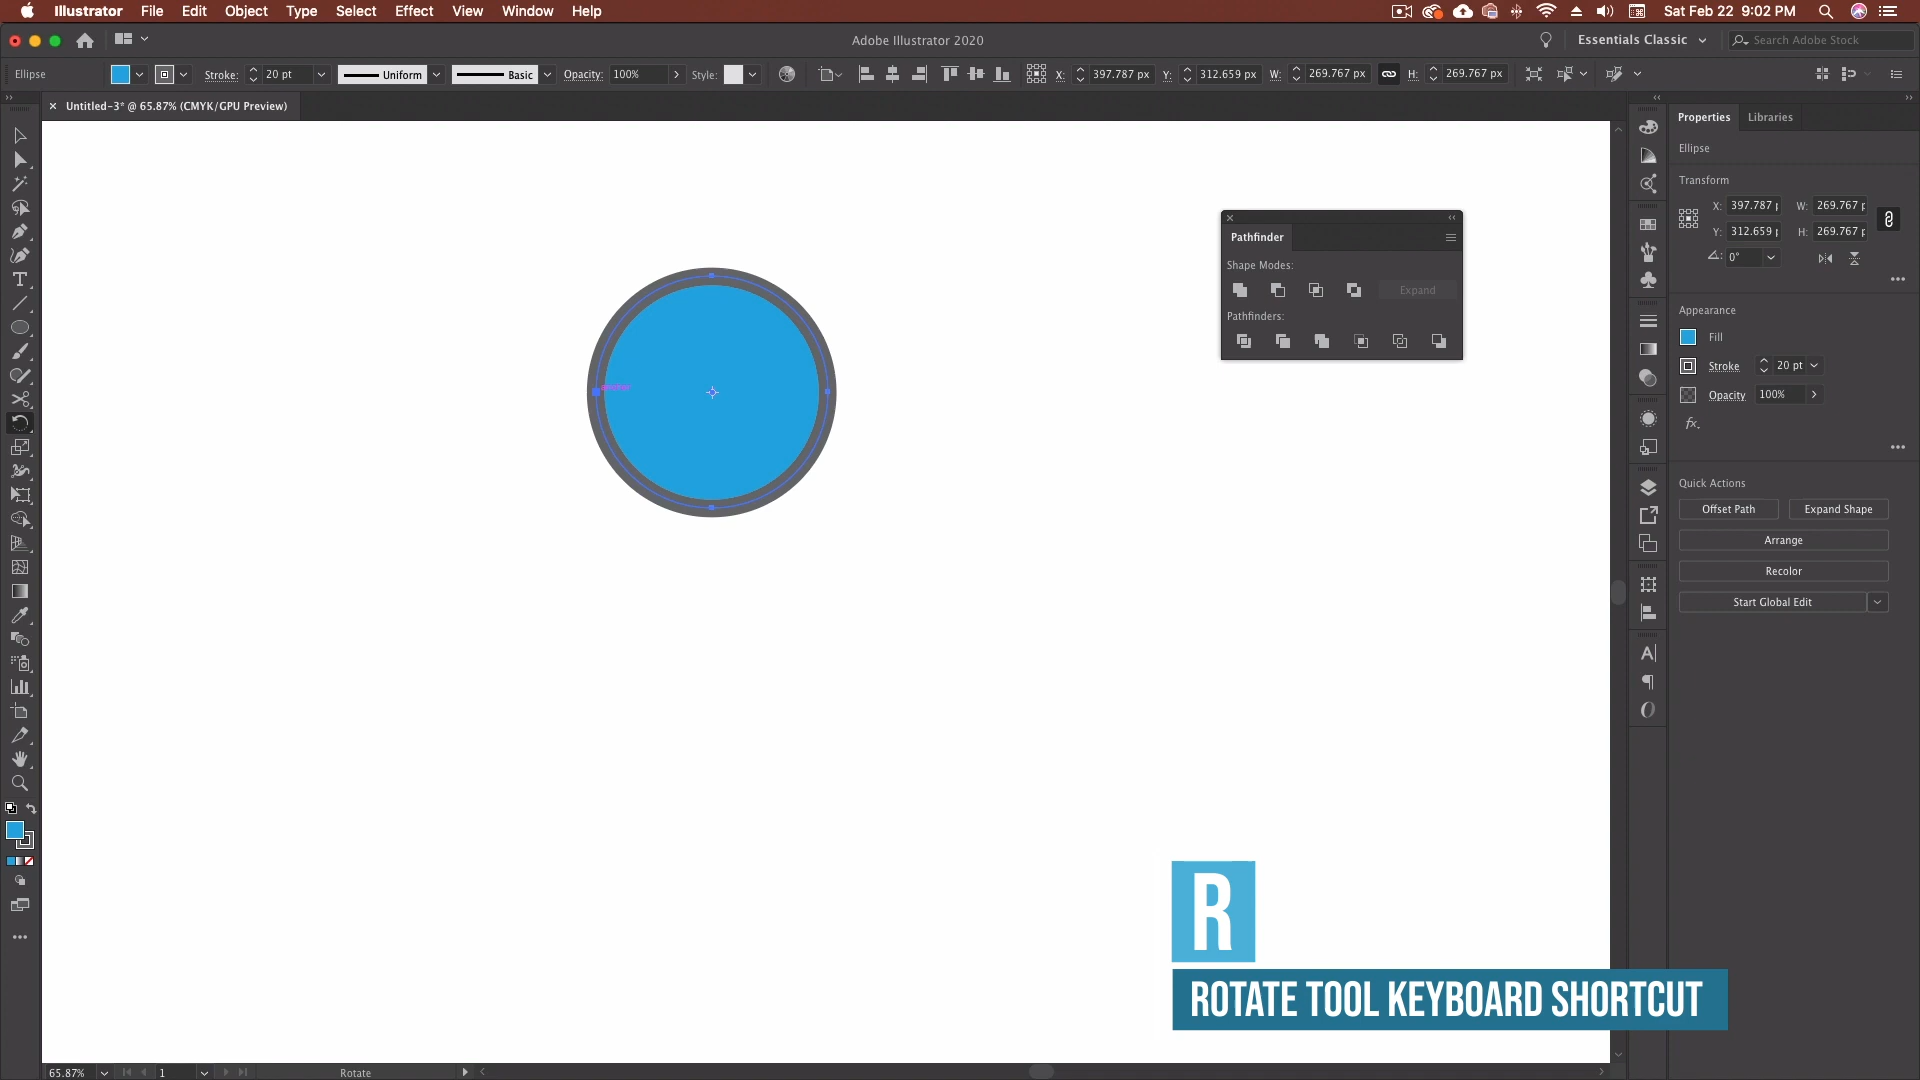 Illustrator File Edit Object Type Select Effect View Window Help Sat Feb 22 9:02 PM
Adobe Illustrator 2020 Essentials Classic Search Adobe Stock
Ellipse Stroke: 20 pt Uniform Basic Opacity: 100% Style: X: 397.787 px Y: 312.659 px W: 269.767 px H: 269.767 px
Untitled-3* @ 65.87% (CMYK/GPU Preview)
Properties Libraries
Ellipse
Transform
X: 397.787 W: 269.767
Y: 312.659 H: 269.767
0°
Appearance
Fill
Stroke 20 pt
Opacity 100%
fx.
Quick Actions
Offset Path Expand Shape
Arrange
Recolor
Start Global Edit
Pathfinder
Shape Modes:
Expand
Pathfinders:
R
ROTATE TOOL KEYBOARD SHORTCUT
65.87% 1 Rotate